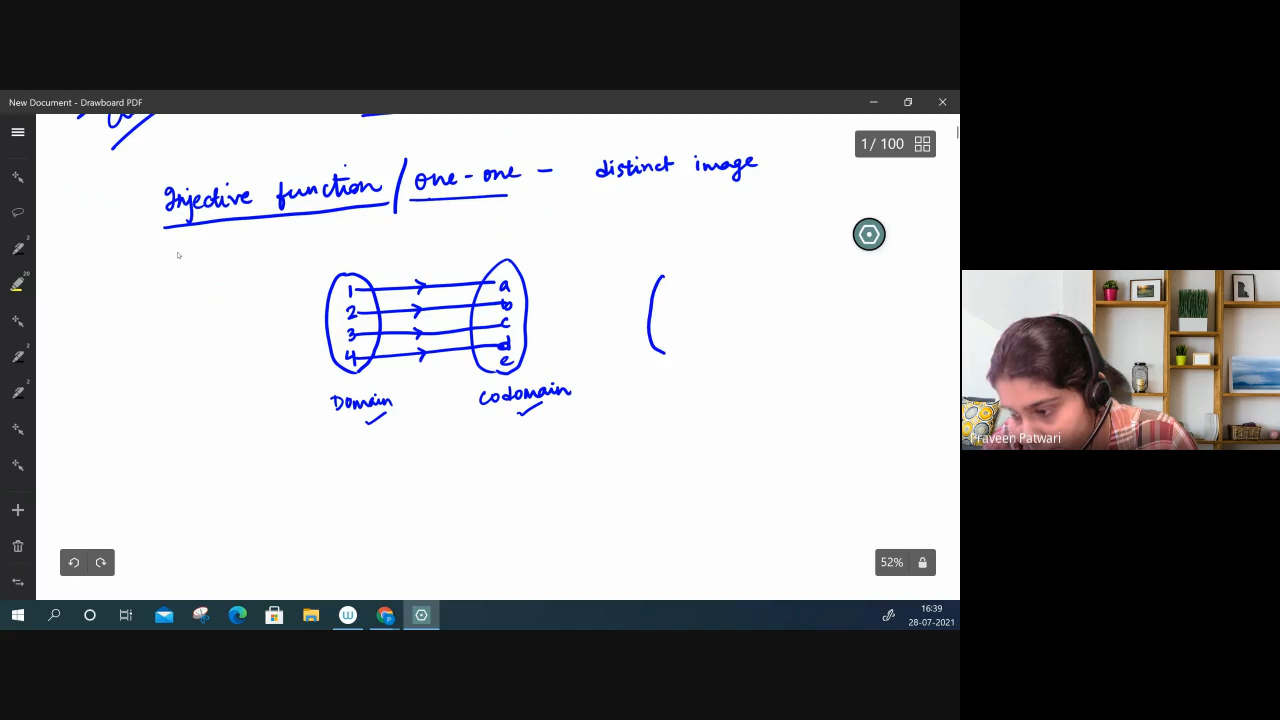 New Document - Drawboard PDF
1 / 100
Injective function / one-one - distinct image
1 a
2 b
3 c
4 d
e
Domain codomain
Praveen Patwari
52%
16:39
28-07-2021